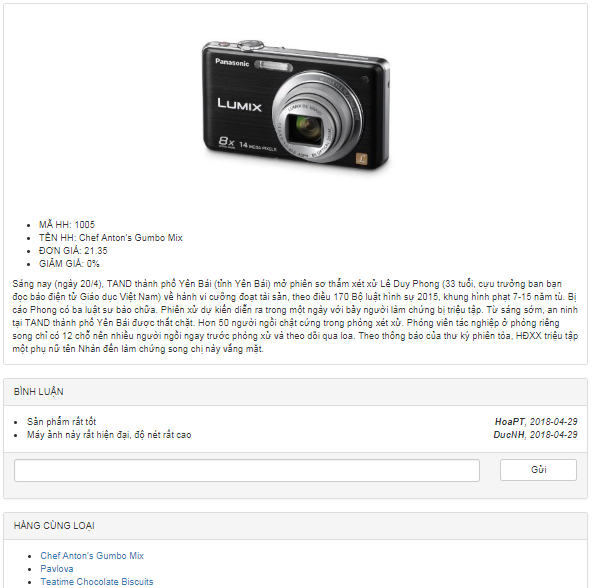 Panasonic
LUMIX
8x 14 MEGA PIXELS
L
MÃ HH: 1005
TÊN HH: Chef Anton's Gumbo Mix
ĐƠN GIÁ: 21.35
GIẢM GIÁ: 0%
Sáng nay (ngày 20/4), TAND thành phố Yên Bái (tỉnh Yên Bái) mở phiên sơ thẩm xét xử Lê Duy Phong (33 tuổi, cựu trưởng ban bạn
đọc báo điện tử Giáo dục Việt Nam) về hành vi cưỡng đoạt tài sản, theo điều 170 Bộ luật hình sự 2015, khung hình phạt 7-15 năm tù. Bị
cáo Phong có ba luật sư bào chữa. Phiên xử dự kiến diễn ra trong một ngày với bảy người làm chứng bị triệu tập. Từ sáng sớm, an ninh
tại TAND thành phố Yên Bái được thắt chặt. Hơn 50 người ngồi chật cứng trong phòng xét xử. Phóng viên tác nghiệp ở phòng riêng
song chỉ có 12 chỗ nên nhiều người ngồi ngay trước phòng xử và theo dõi qua loa. Theo thông báo của thư ký phiên tòa, HĐXX triệu tập
một phụ nữ tên Nhàn đến làm chứng song chị này vắng mặt.
BÌNH LUẬN
Sản phẩm rất tốt HoaPT, 2018-04-29
Máy ảnh này rất hiện đại, độ nét rất cao DucNH, 2018-04-29
Gửi
HÀNG CÙNG LOẠI
Chef Anton's Gumbo Mix
Pavlova
Teatime Chocolate Biscuits